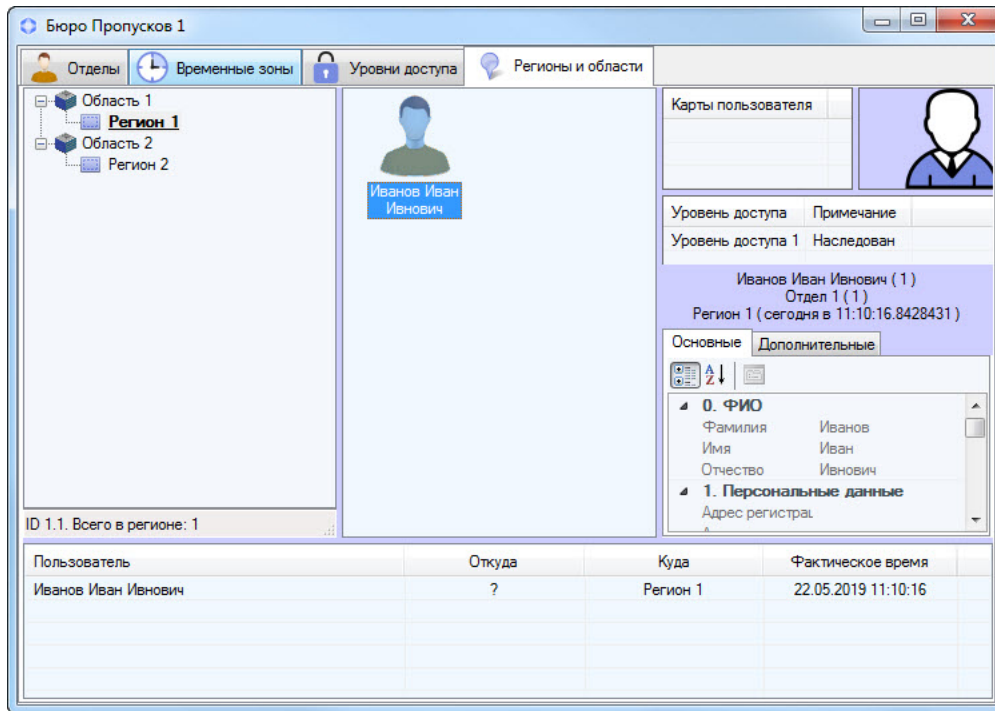 Бюро Пропусков 1
Отделы Временные зоны Уровни доступа Регионы и области
Область 1
Регион 1
Область 2
Регион 2
ID 1.1. Всего в регионе: 1
Иванов Иван
Ивнович
Карты пользователя
Уровень доступа Примечание
Уровень доступа 1 Наследован
Иванов Иван Ивнович ( 1 )
Отдел 1 ( 1 )
Регион 1 ( сегодня в 11:10:16.8428431 )
Основные Дополнительные
0. ФИО
Фамилия Иванов
Имя Иван
Отчество Ивнович
1. Персональные данные
Адрес регистрац
Пользователь Откуда Куда Фактическое время
Иванов Иван Ивнович ? Регион 1 22.05.2019 11:10:16